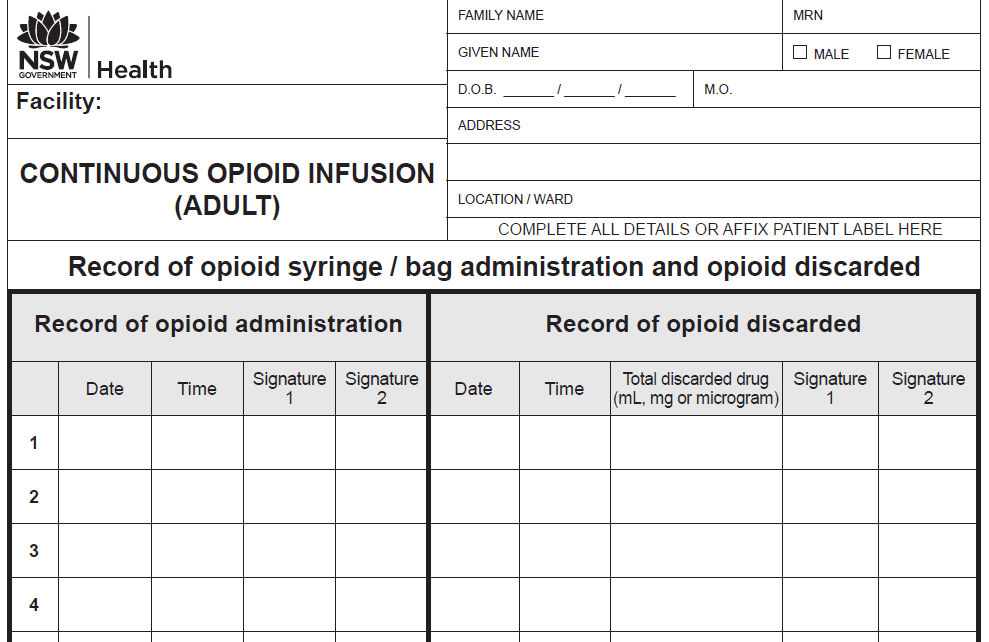 NSW
GOVERNMENT
Health
Facility:
CONTINUOUS OPIOID INFUSION
(ADULT)
FAMILY NAME
MRN
GIVEN NAME
MALE
FEMALE
D.O.B. _______ / _______ / _______
M.O.
ADDRESS
LOCATION / WARD
COMPLETE ALL DETAILS OR AFFIX PATIENT LABEL HERE
Record of opioid syringe / bag administration and opioid discarded
Record of opioid administration
Record of opioid discarded
Date
Time
Signature
1
Signature
2
Date
Time
Total discarded drug
(mL, mg or microgram)
Signature
1
Signature
2
1
2
3
4